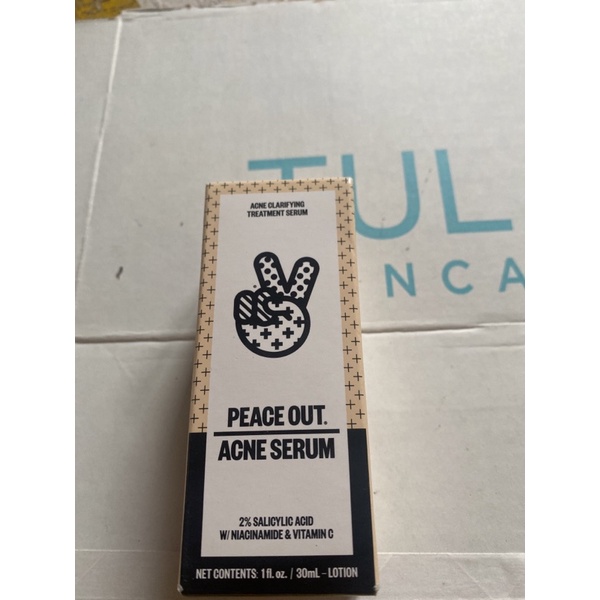 TUL
NCA
ACNE CLARIFYING
TREATMENT SERUM
PEACE OUT.
ACNE SERUM
2% SALICYLIC ACID
W/ NIACINAMIDE & VITAMIN C
NET CONTENTS: 1 fl. oz. / 30mL - LOTION